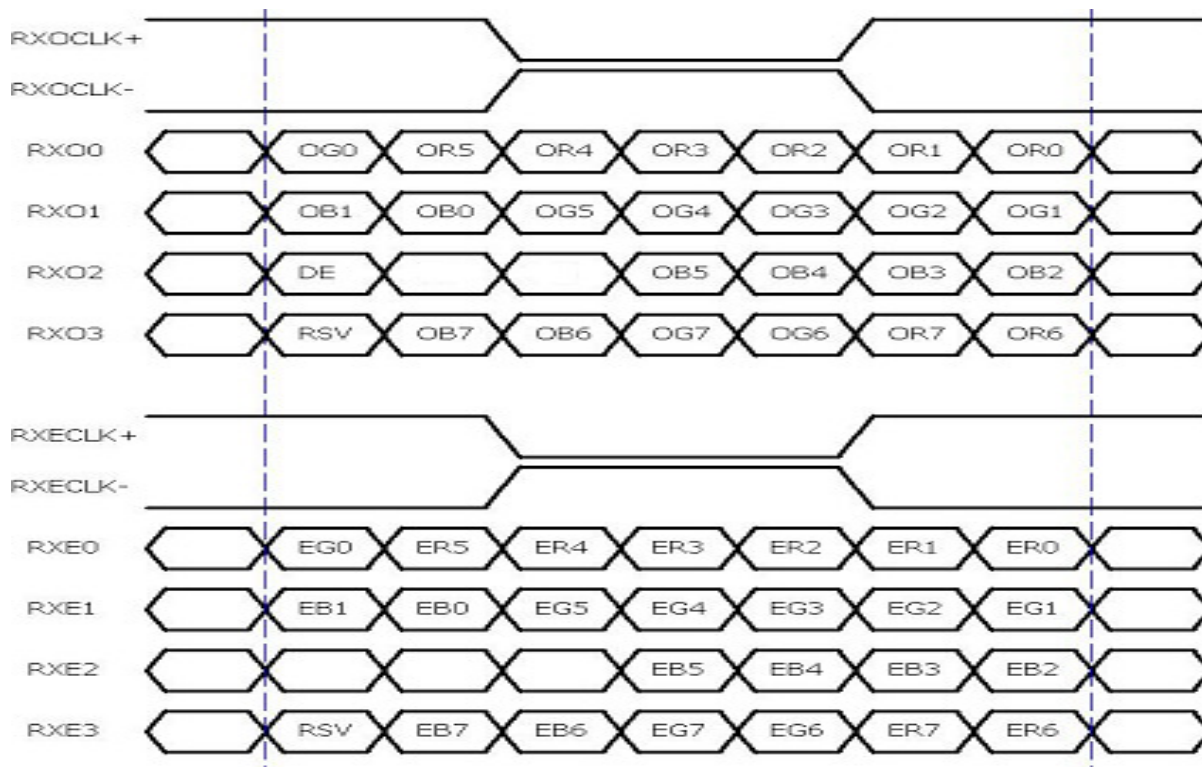 RXOCLK+
RXOCLK-
RXO0 OG0 OR5 OR4 OR3 OR2 OR1 OR0
RXO1 OB1 OB0 OG5 OG4 OG3 OG2 OG1
RXO2 DE OB5 OB4 OB3 OB2
RXO3 RSV OB7 OB6 OG7 OG6 OR7 OR6
RXECLK+
RXECLK-
RXE0 EG0 ER5 ER4 ER3 ER2 ER1 ER0
RXE1 EB1 EB0 EG5 EG4 EG3 EG2 EG1
RXE2 EB5 EB4 EB3 EB2
RXE3 RSV EB7 EB6 EG7 EG6 ER7 ER6